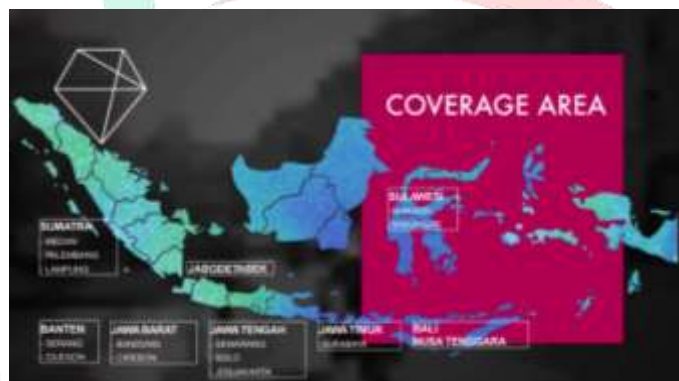 COVERAGE AREA
SULAWESI
SUMATRA
- MEDAN
- PALEMBANG
- LAMPUNG
JABODETABEK
BANTEN
- SERANG
- CILEGON
JAWA BARAT
- BANDUNG
- CIREBON
JAWA TENGAH
- SEMARANG
- SOLO
JAWA TIMUR
- SURABAYA
BALI
NUSA TENGGARA